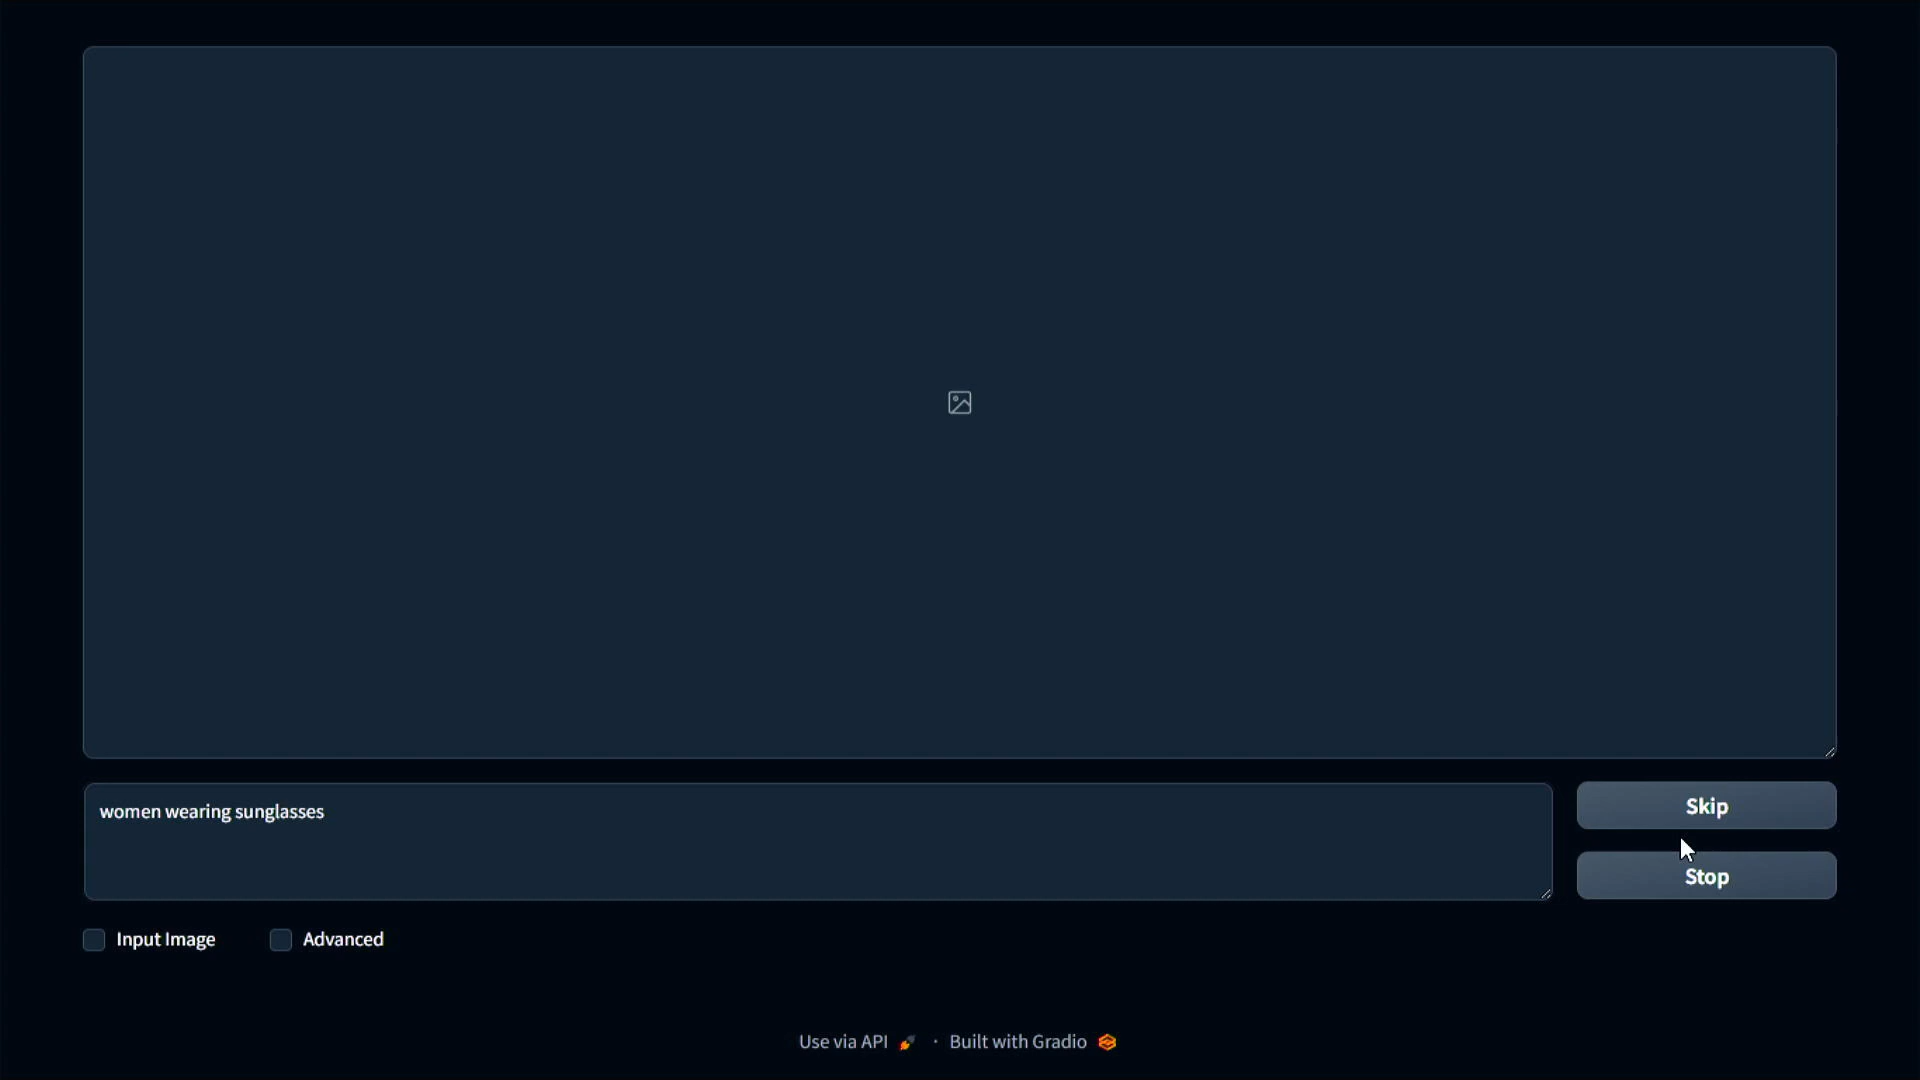 women wearing sunglasses
Skip
Stop
Input Image
Advanced
Use via API · Built with Gradio